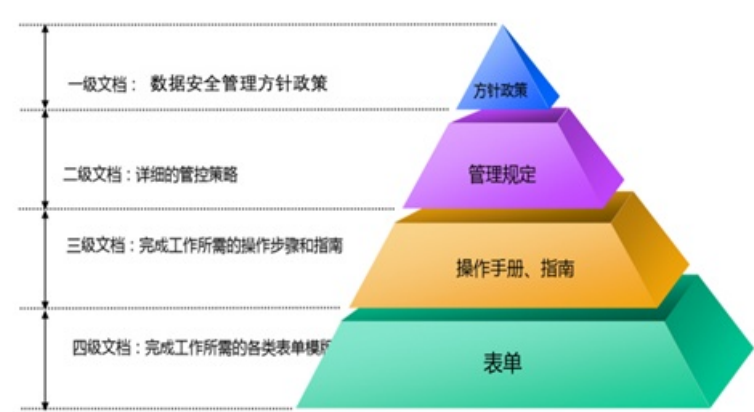 一级文档： 数据安全管理方针政策
方针政策
二级文档：详细的管控策略
管理规定
三级文档：完成工作所需的操作步骤和指南
操作手册、指南
四级文档：完成工作所需的各类表单模版
表单